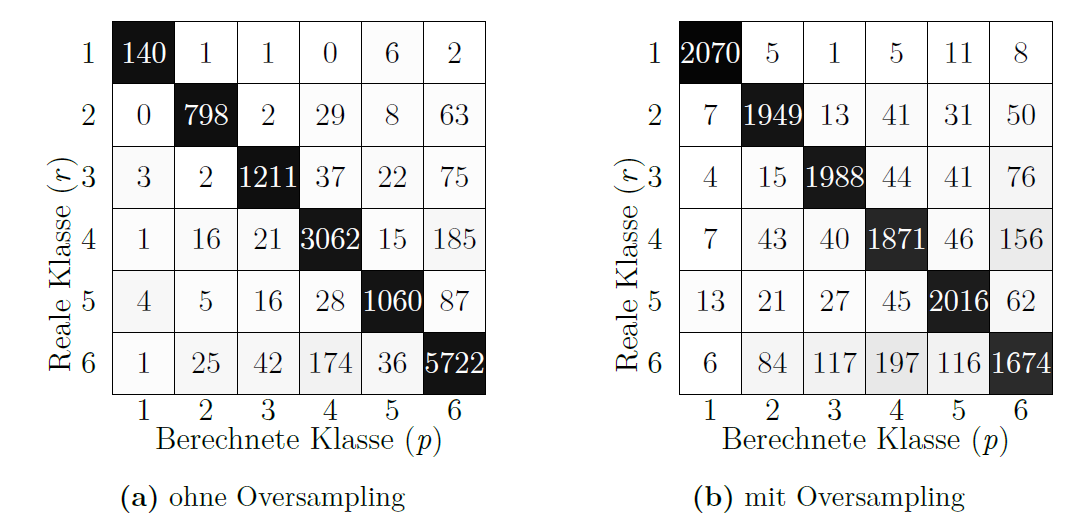 1 140 1 1 0 6 2
2 0 798 2 29 8 63
3 3 2 1211 37 22 75
4 1 16 21 3062 15 185
5 4 5 16 28 1060 87
6 1 25 42 174 36 5722
1 2 3 4 5 6
Reale Klasse (r)
Berechnete Klasse (p)
(a) ohne Oversampling
1 2070 5 1 5 11 8
2 7 1949 13 41 31 50
3 4 15 1988 44 41 76
4 7 43 40 1871 46 156
5 13 21 27 45 2016 62
6 6 84 117 197 116 1674
1 2 3 4 5 6
Reale Klasse (r)
Berechnete Klasse (p)
(b) mit Oversampling